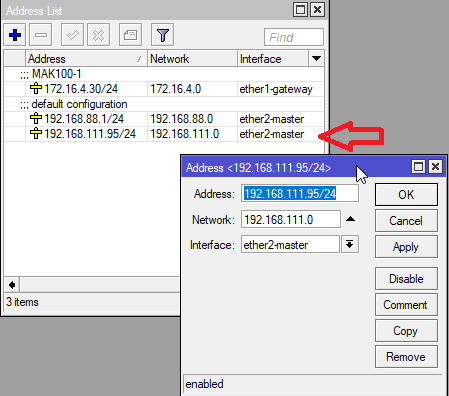 Address List
Find
Address Network Interface
;;; MAK100-1
172.16.4.30/24 172.16.4.0 ether1-gateway
;;; default configuration
192.168.88.1/24 192.168.88.0 ether2-master
192.168.111.95/24 192.168.111.0 ether2-master
3 items
Address <192.168.111.95/24>
Address: 192.168.111.95/24
Network: 192.168.111.0
Interface: ether2-master
OK
Cancel
Apply
Disable
Comment
Copy
Remove
enabled